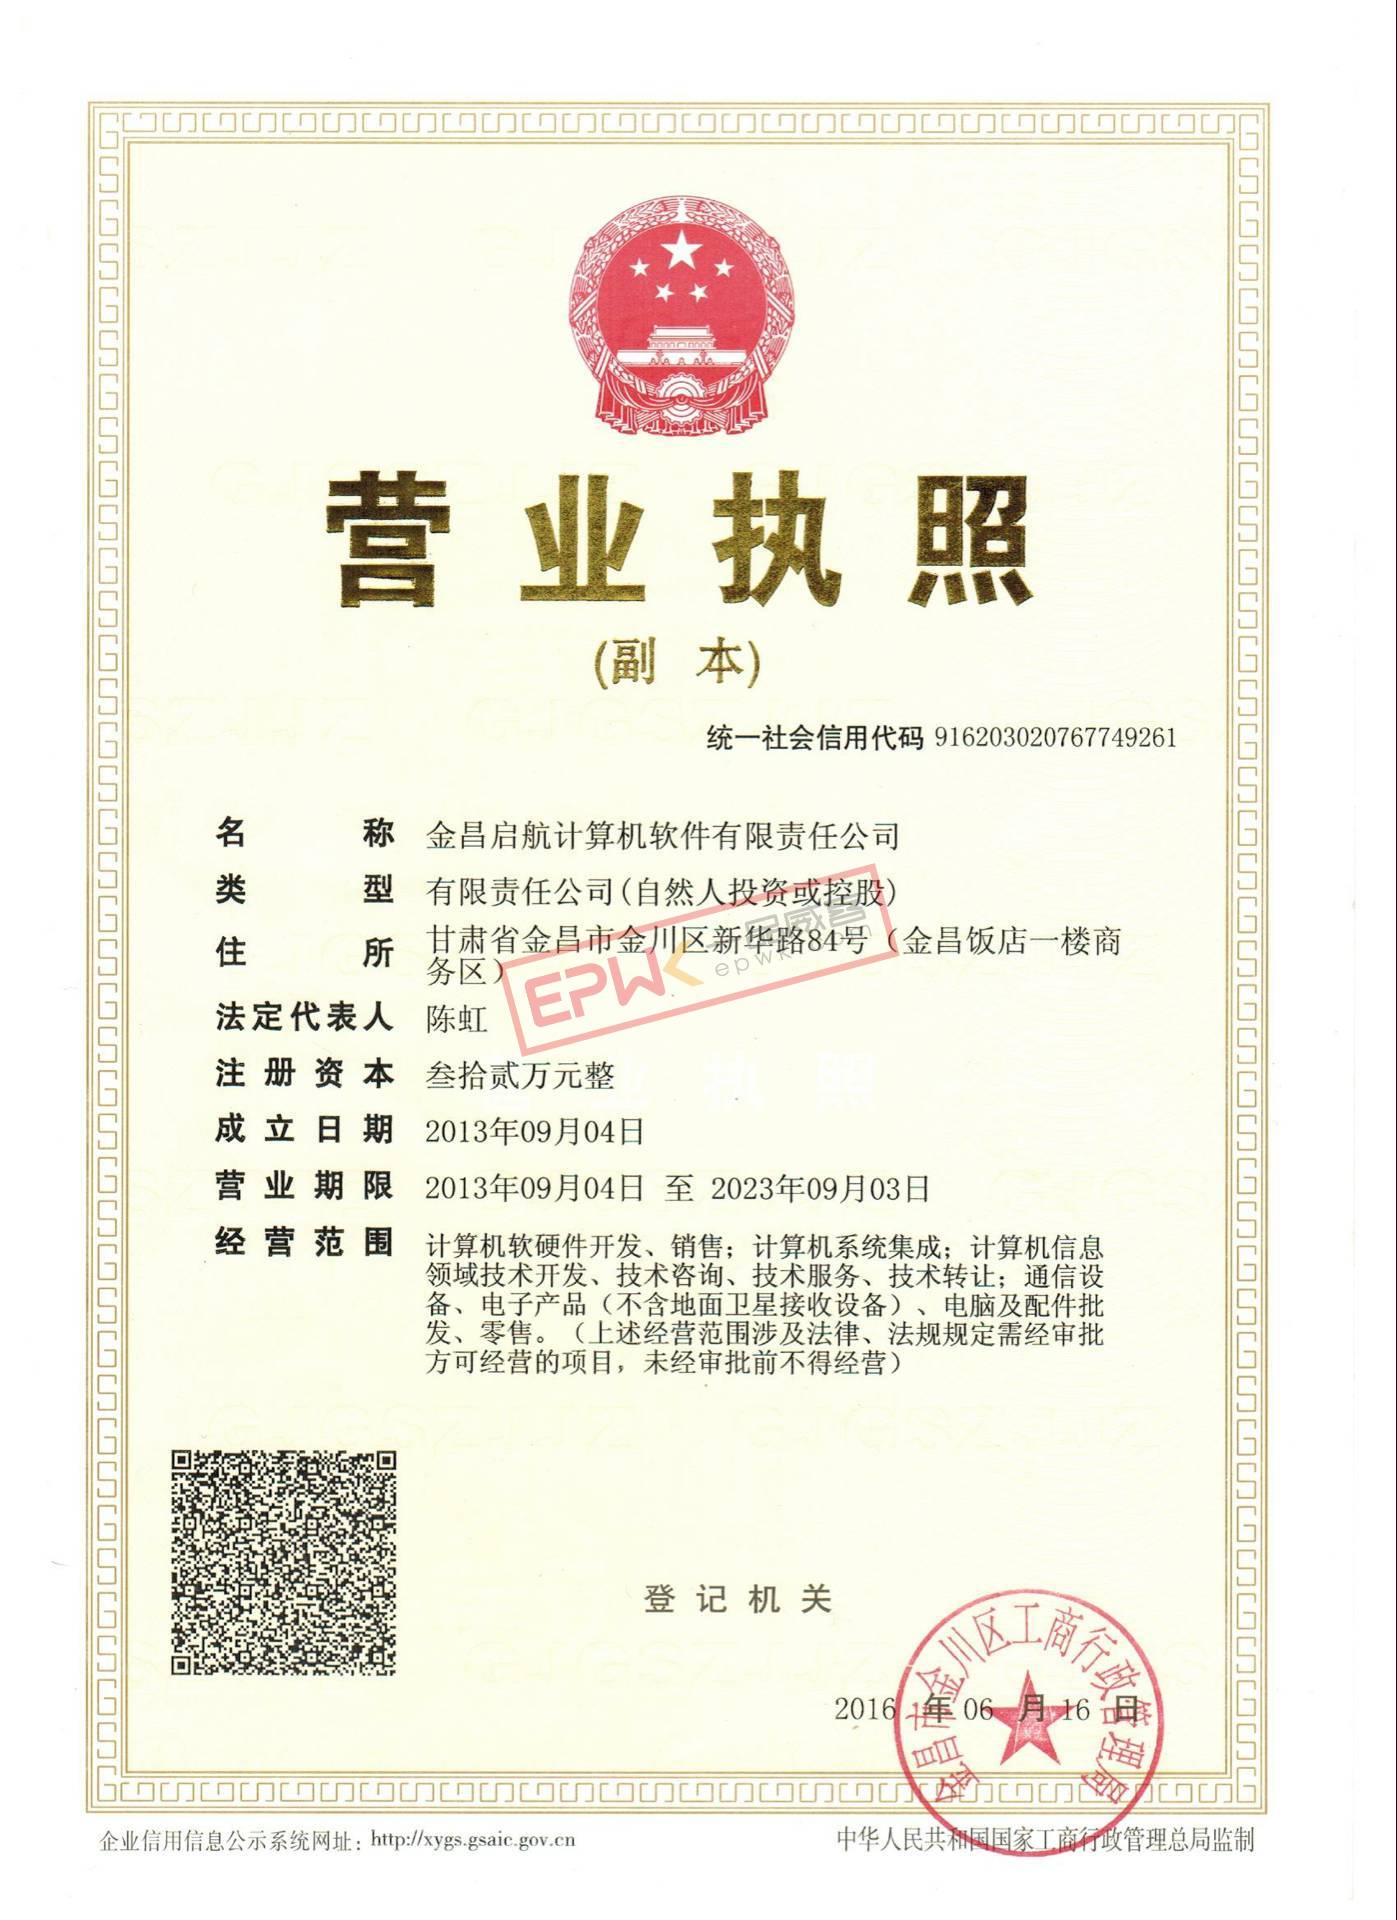 营业执照
(副 本)
统一社会信用代码 916203020767749261
名称 金昌启航计算机软件有限责任公司
类型 有限责任公司(自然人投资或控股)
住所 甘肃省金昌市金川区新华路84号（金昌饭店一楼商
务区）
EPWK 一品威客
epwk.com
法定代表人 陈虹
注册资本 叁拾贰万元整
成立日期 2013年09月04日
营业期限 2013年09月04日 至 2023年09月03日
经营范围 计算机软硬件开发、销售；计算机系统集成；计算机信息
领域技术开发、技术咨询、技术服务、技术转让；通信设
备、电子产品（不含地面卫星接收设备）、电脑及配件批
发、零售。（上述经营范围涉及法律、法规规定需经审批
方可经营的项目，未经审批前不得经营）
登记机关
金昌市金川区工商行政管理局
2016 年 06 月 16 日
企业信用信息公示系统网址：http://xygs.gsaic.gov.cn
中华人民共和国国家工商行政管理总局监制